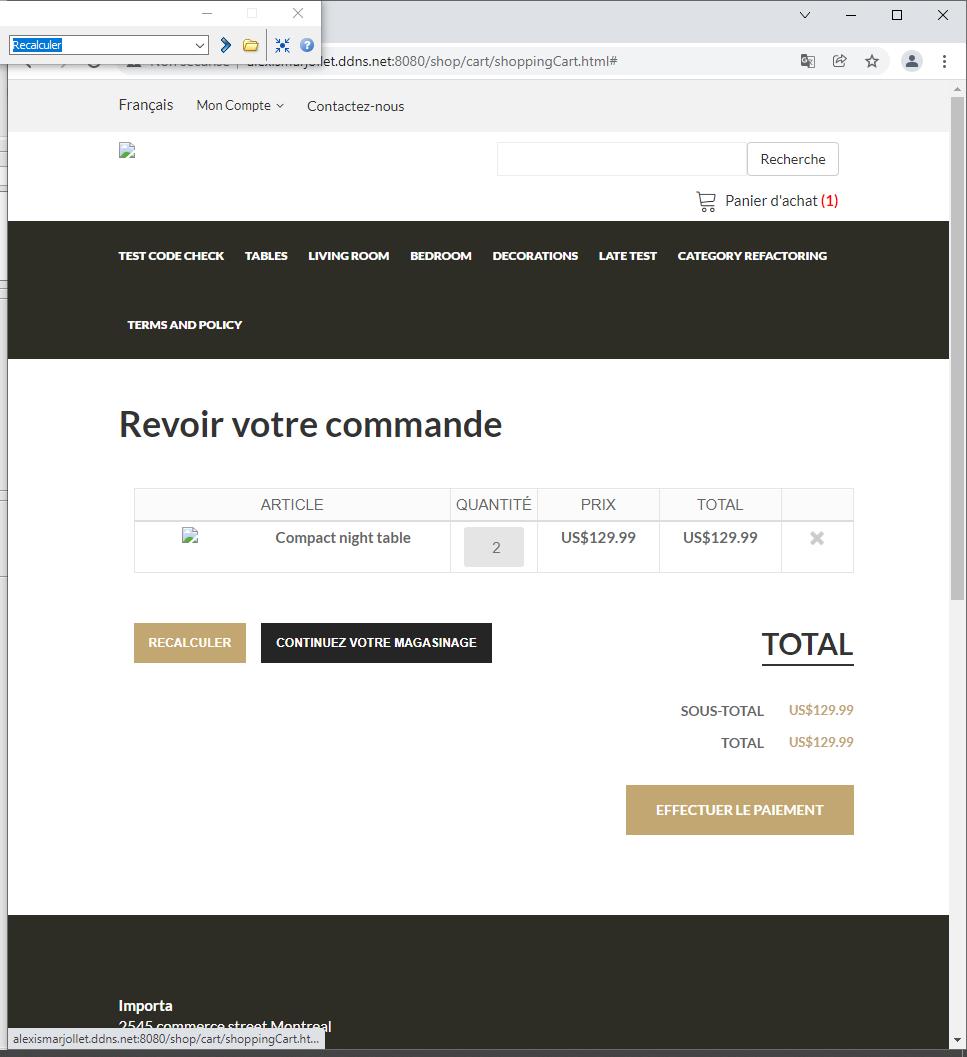 Recalculer
Non sécurisé | alexismarjollet.ddns.net:8080/shop/cart/shoppingCart.html#
Français Mon Compte Contactez-nous
Recherche
Panier d'achat (1)
TEST CODE CHECK TABLES LIVING ROOM BEDROOM DECORATIONS LATE TEST CATEGORY REFACTORING
TERMS AND POLICY
Revoir votre commande
ARTICLE QUANTITÉ PRIX TOTAL
Compact night table 2 US$129.99 US$129.99
RECALCULER CONTINUEZ VOTRE MAGASINAGE
TOTAL
SOUS-TOTAL US$129.99
TOTAL US$129.99
EFFECTUER LE PAIEMENT
Importa
2545 commerce street Montreal
alexismarjollet.ddns.net:8080/shop/cart/shoppingCart.ht...